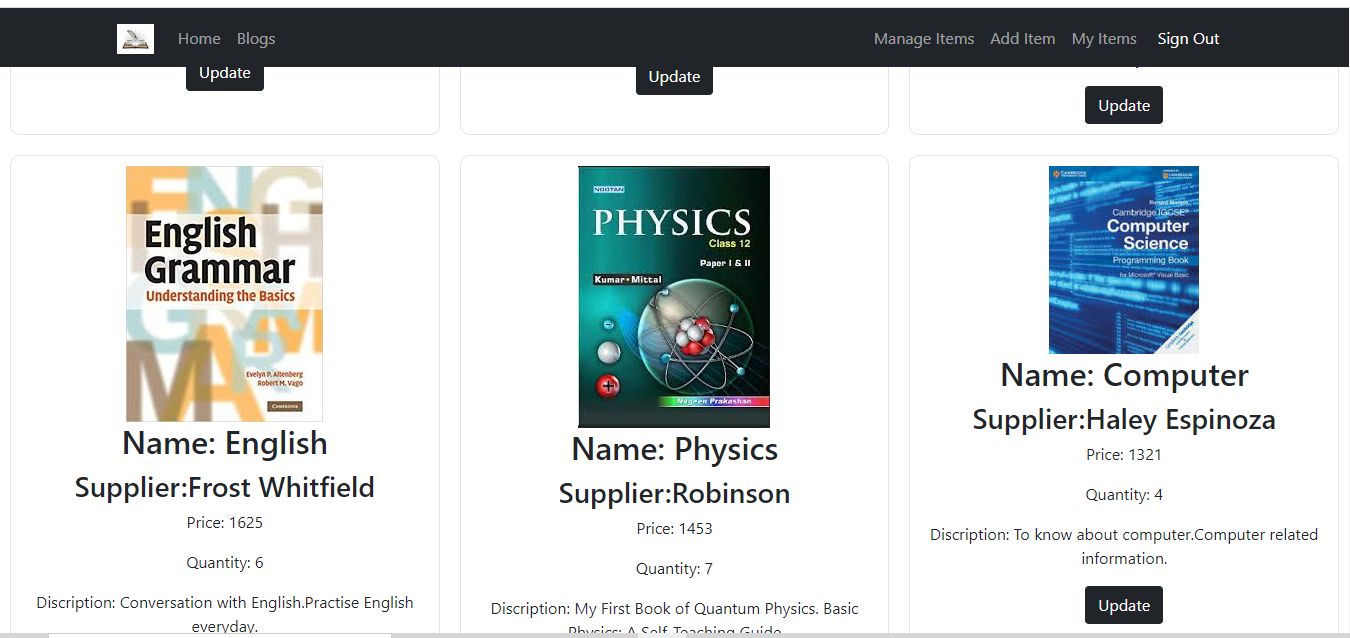 Home Blogs Manage Items Add Item My Items Sign Out
Update Update Update
English
Grammar
Understanding the Basics
Evelyn P. Altenberg
Robert M. Vago
CAMBRIDGE
Name: English
Supplier:Frost Whitfield
Price: 1625
Quantity: 6
Discription: Conversation with English.Practise English
everyday.
NOOTAN
PHYSICS
Class 12
Paper I & II
Kumar • Mittal
Nageen Prakashan
Name: Physics
Supplier:Robinson
Price: 1453
Quantity: 7
Discription: My First Book of Quantum Physics. Basic
Physics: A Self-Teaching Guide
CAMBRIDGE
Richard Morgan
Cambridge IGCSE®
Computer
Science
Programming Book
for Microsoft® Visual Basic
Name: Computer
Supplier:Haley Espinoza
Price: 1321
Quantity: 4
Discription: To know about computer.Computer related
information.
Update